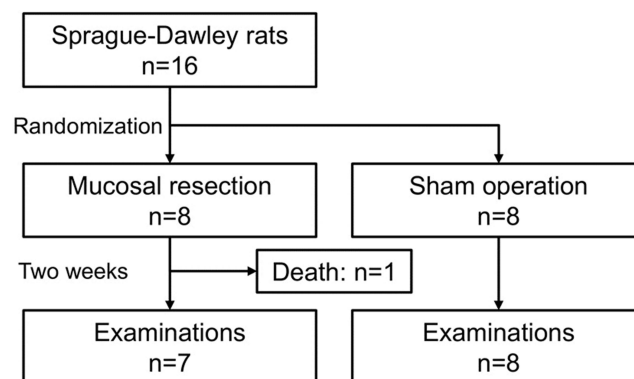 Sprague-Dawley rats
n=16
Randomization
Mucosal resection
n=8
Sham operation
n=8
Two weeks
Death: n=1
Examinations
n=7
Examinations
n=8